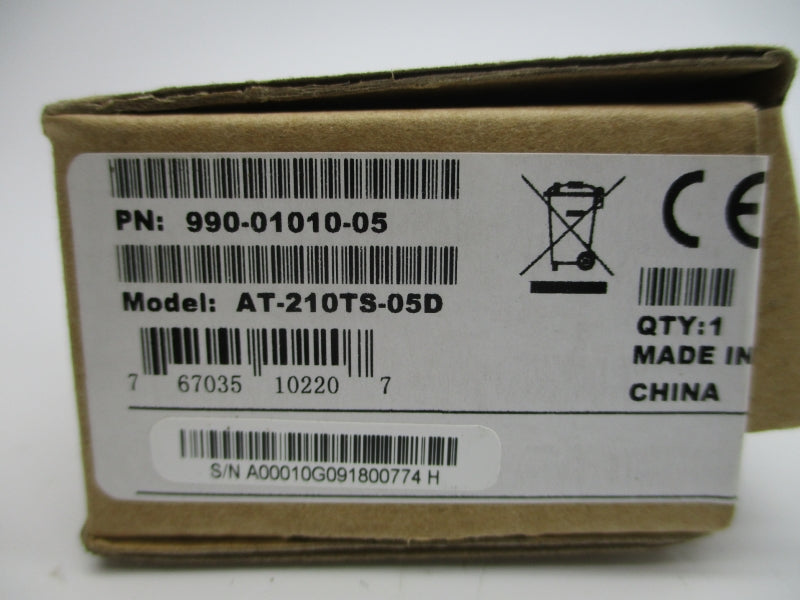 PN: 990-01010-05
Model: AT-210TS-05D
7 67035 10220 7
CE
QTY:1
MADE IN
CHINA
S/N A00010G091800774 H